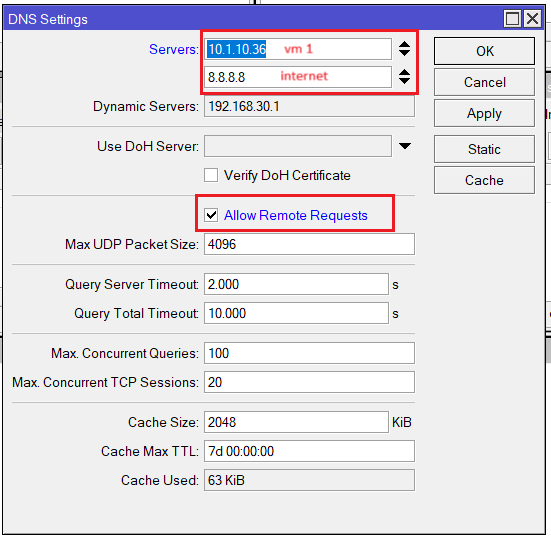 DNS Settings
Servers: 10.1.10.36 vm 1
8.8.8.8 internet
Dynamic Servers: 192.168.30.1
Use DoH Server:
Verify DoH Certificate
Allow Remote Requests
Max UDP Packet Size: 4096
Query Server Timeout: 2.000 s
Query Total Timeout: 10.000 s
Max. Concurrent Queries: 100
Max. Concurrent TCP Sessions: 20
Cache Size: 2048 KiB
Cache Max TTL: 7d 00:00:00
Cache Used: 63 KiB
OK
Cancel
Apply
Static
Cache